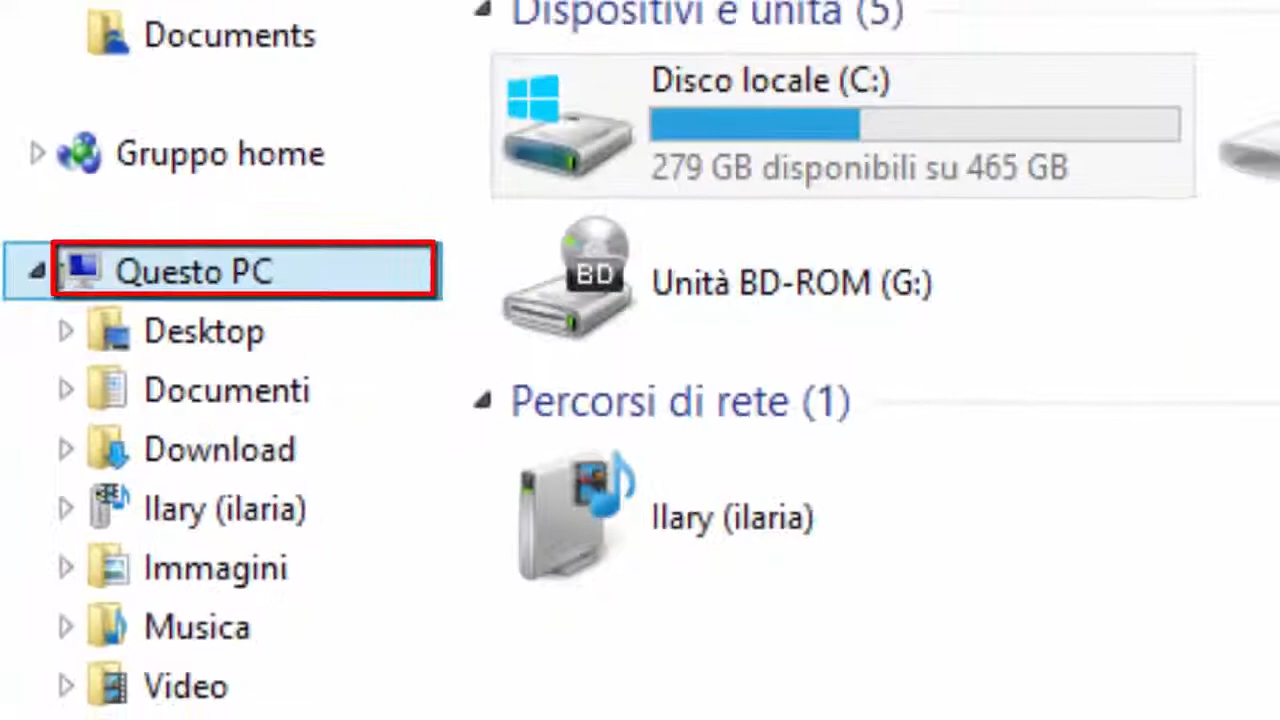 Documents
Gruppo home
Questo PC
Desktop
Documenti
Download
Ilary (ilaria)
Immagini
Musica
Video
Dispositivi e unità (5)
Disco locale (C:)
279 GB disponibili su 465 GB
BD
Unità BD-ROM (G:)
Percorsi di rete (1)
Ilary (ilaria)